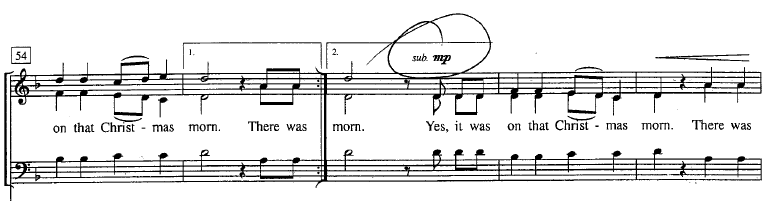 54
1.
2.
sub. mp
on that Christ - mas morn. There was morn. Yes, it was on that Christ - mas morn. There was